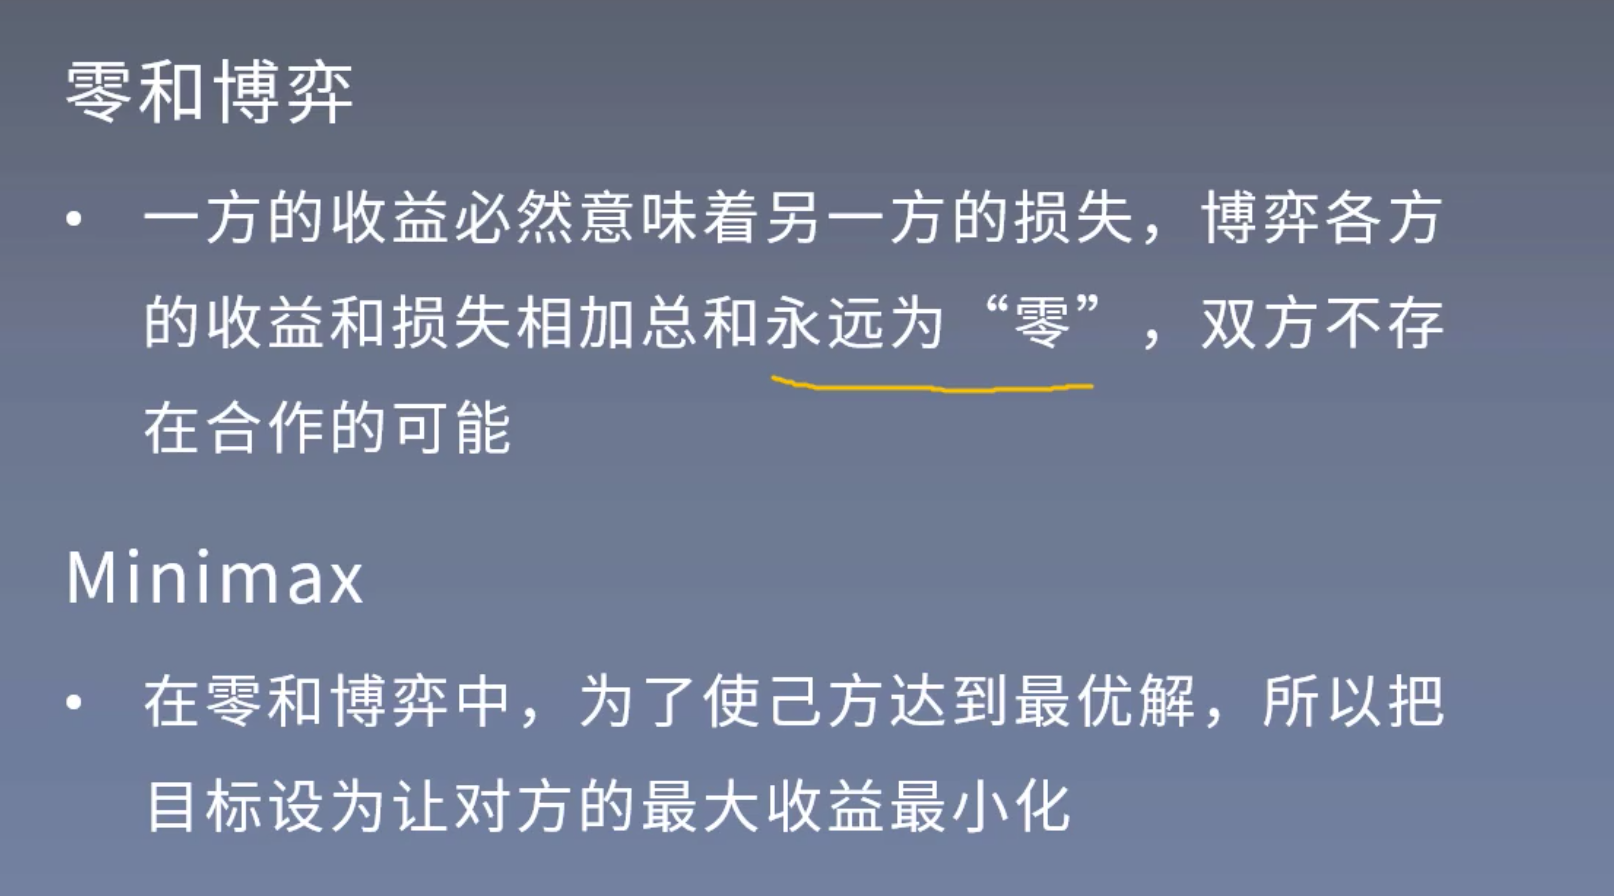 零和博弈
• 一方的收益必然意味着另一方的损失，博弈各方
的收益和损失相加总和永远为“零”，双方不存
在合作的可能
Minimax
• 在零和博弈中，为了使己方达到最优解，所以把
目标设为让对方的最大收益最小化